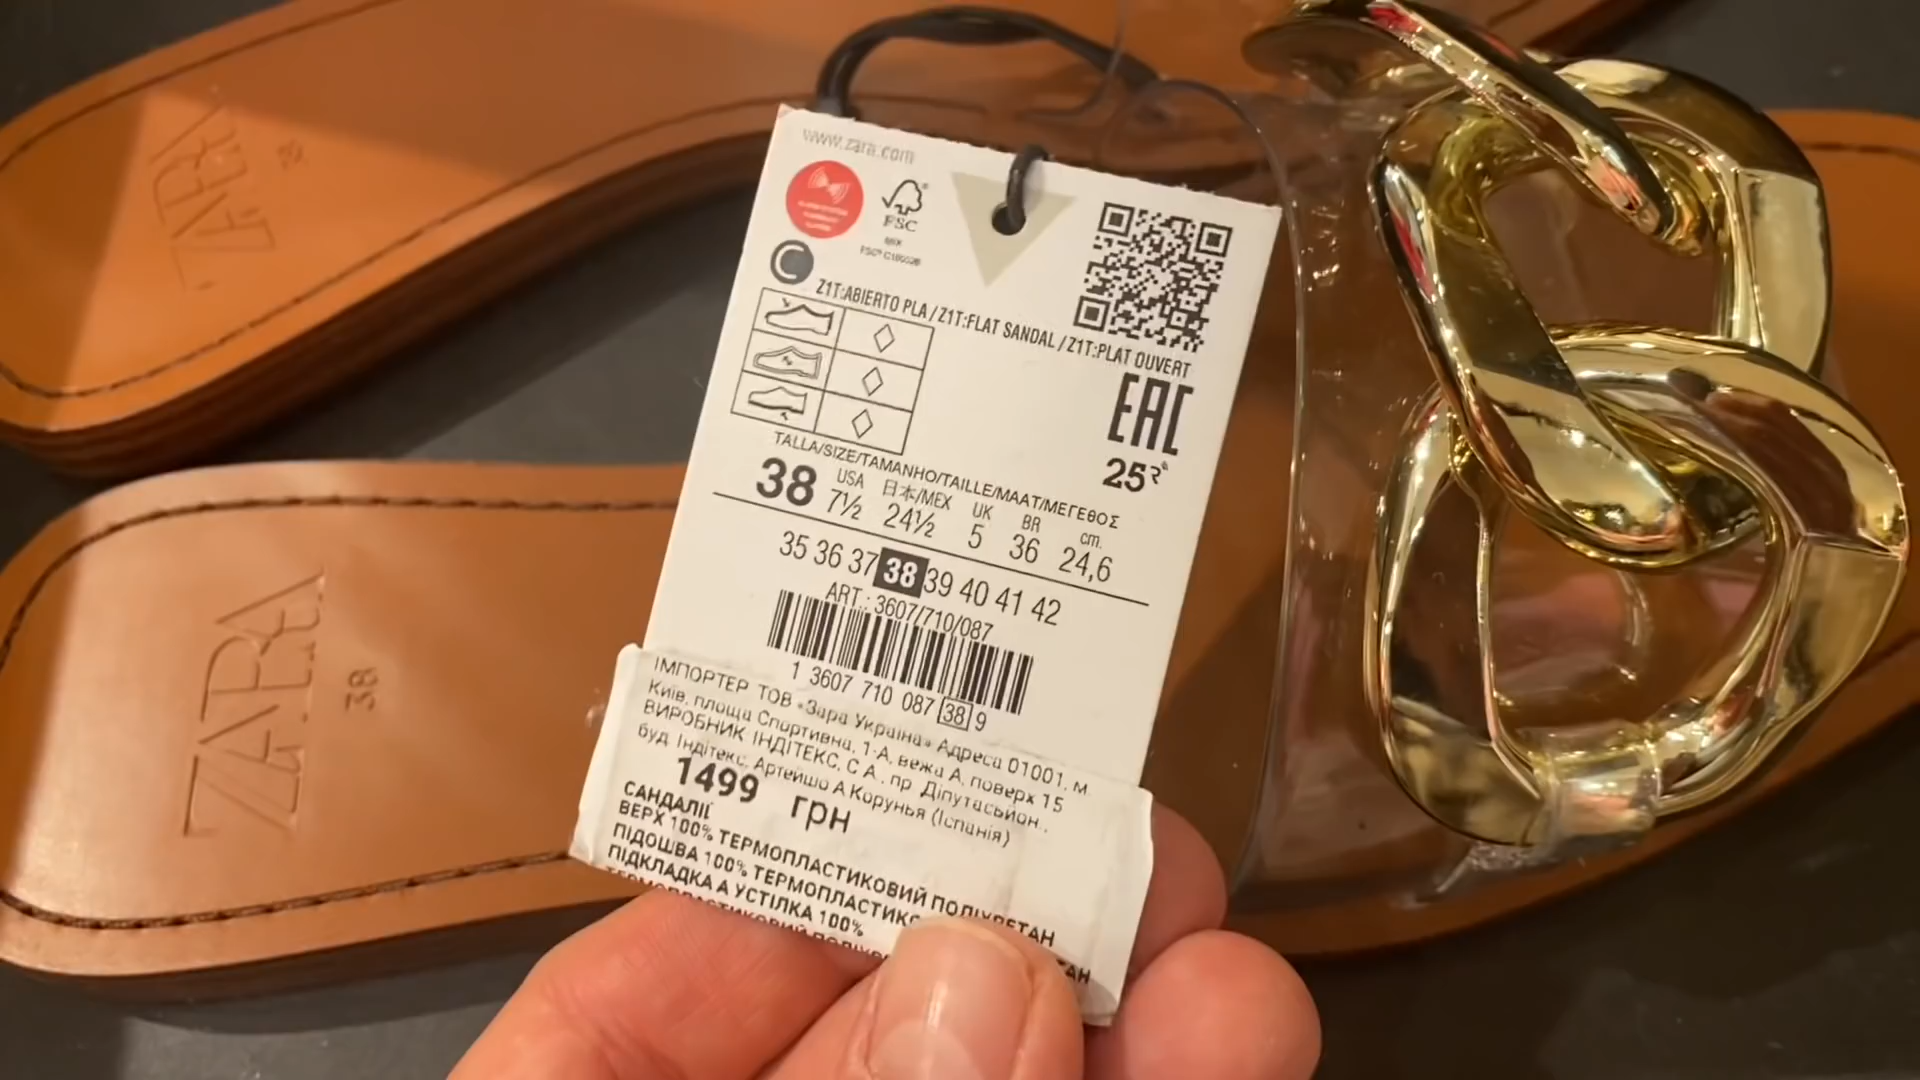 www.zara.com
FSC
MIX
Z1T:ABIERTO PLA / Z1T:FLAT SANDAL / Z1T:PLAT OUVERT
EAC
25
TALLA/SIZE/TAMANHO/TAILLE/MAAT/ΜΕΓΕΘΟΣ
38 USA 7½ 日本/MEX 24½ UK 5 BR 36 cm. 24,6
35 36 37 38 39 40 41 42
ART.: 3607/710/087
1 3607 710 087 38 9
ІМПОРТЕР ТОВ «Зара Україна» Адреса 01001, м.
Київ, площа Спортивна, 1-А, вежа А, поверх 15
ВИРОБНИК ІНДІТЕКС, С.А., пр. Діпутасьйон,
буд. Індітекс, Артейшо А Корунья (Іспанія)
1499 грн
САНДАЛІЇ
ВЕРХ 100% ТЕРМОПЛАСТИКОВИЙ ПОЛІУРЕТАН
ПІДОШВА 100% ТЕРМОПЛАСТИКО
ПІДКЛАДКА А УСТІЛКА 100%
ZARA
38
ZARA
38